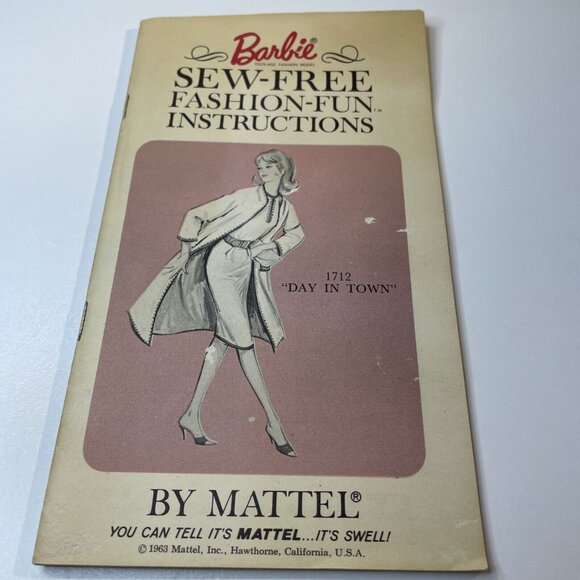 Barbie®
TEEN-AGE FASHION MODEL
SEW-FREE
FASHION-FUN™
INSTRUCTIONS
1712
"DAY IN TOWN"
BY MATTEL®
YOU CAN TELL IT'S MATTEL...IT'S SWELL!
© 1963 Mattel, Inc., Hawthorne, California, U.S.A.